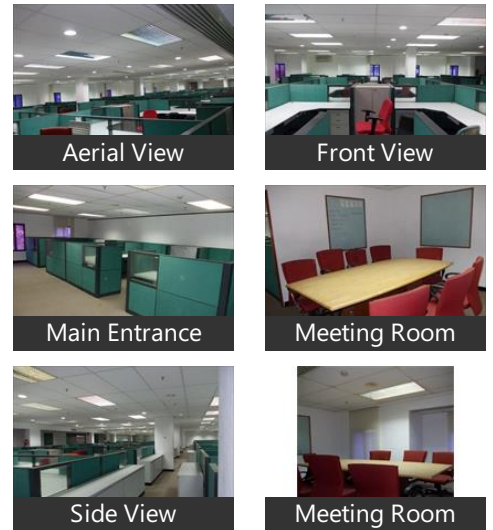 Aerial View
Front View
Main Entrance
Meeting Room
Side View
Meeting Room